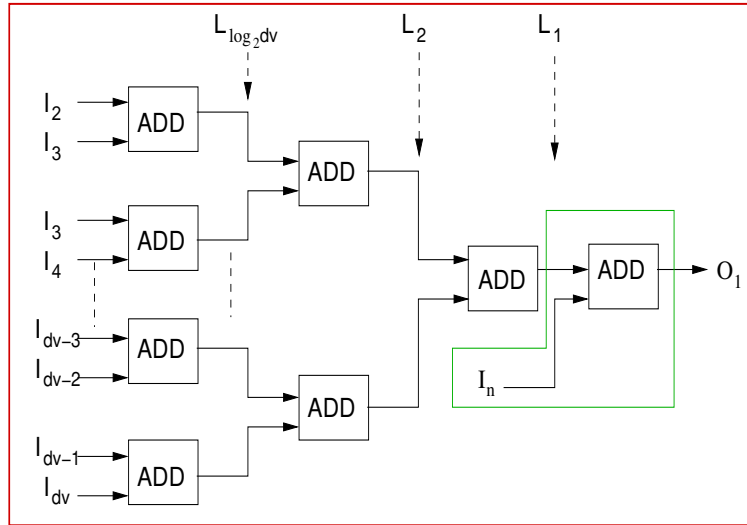 L_{log_2 dv}
L_2
L_1
I_2
I_3
ADD
ADD
I_3
I_4
ADD
ADD
ADD
O_1
I_{dv-3}
I_{dv-2}
ADD
ADD
I_n
I_{dv-1}
I_{dv}
ADD